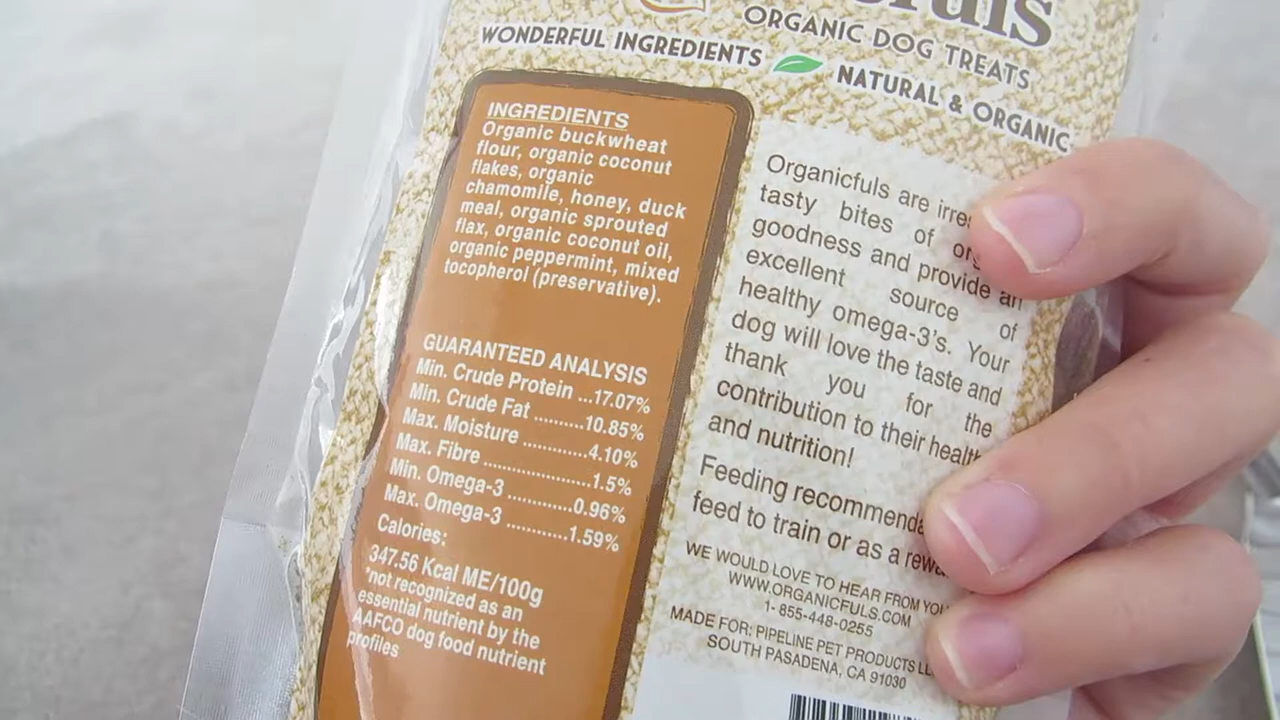 ORGANIC DOG TREATS
WONDERFUL INGREDIENTS NATURAL & ORGANIC
INGREDIENTS
Organic buckwheat
flour, organic coconut
flakes, organic
chamomile, honey, duck
meal, organic sprouted
flax, organic coconut oil,
organic peppermint, mixed
tocopherol (preservative).
GUARANTEED ANALYSIS
Min. Crude Protein ...17.07%
Min. Crude Fat .........10.85%
Max. Moisture ............4.10%
Max. Fibre ....................1.5%
Min. Omega-3 ...........0.96%
Max. Omega-3 ..........1.59%
Calories:
347.56 Kcal ME/100g
*not recognized as an
essential nutrient by the
AAFCO dog food nutrient
profiles
Organicfuls are
tasty bites of
goodness and provide an
excellent source of
healthy omega-3's. Your
dog will love the taste and
thank you for the
contribution to their health
and nutrition!
Feeding
feed to train or as a
WE WOULD LOVE TO HEAR FROM YOU
WWW.ORGANICFULS.COM
1- 855-448-0255
MADE FOR: PIPELINE PET PRODUCTS
SOUTH PASADENA, CA 91030